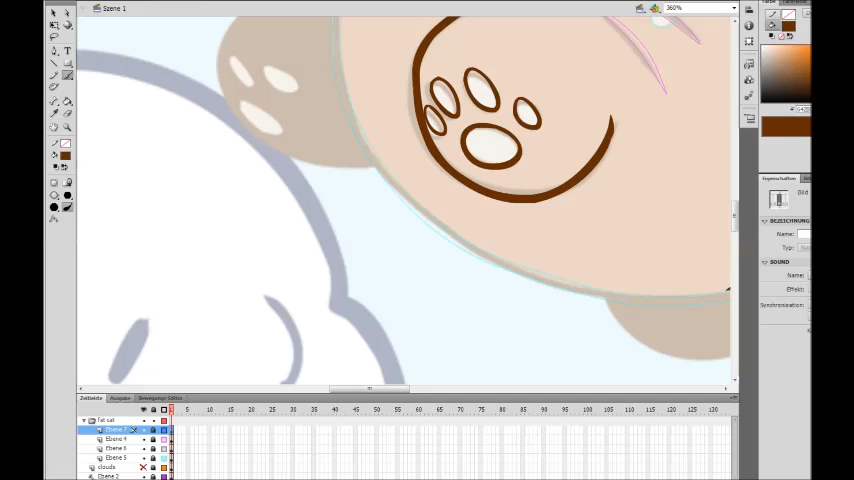 Szene 1
360%
Farbe
Eigenschaften
Bild
BEZEICHNUNG
Name:
Typ:
SOUND
Name:
Effekt:
Synchronisation:
Zeitleiste Ausgabe Bewegungs-Editor
1 5 10 15 20 25 30 35 40 45 50 55 60 65 70 75 80 85 90 95 100 105 110 115 120 125 130
fat cat
Ebene 7
Ebene 4
Ebene 6
Ebene 5
clouds
Ebene 2